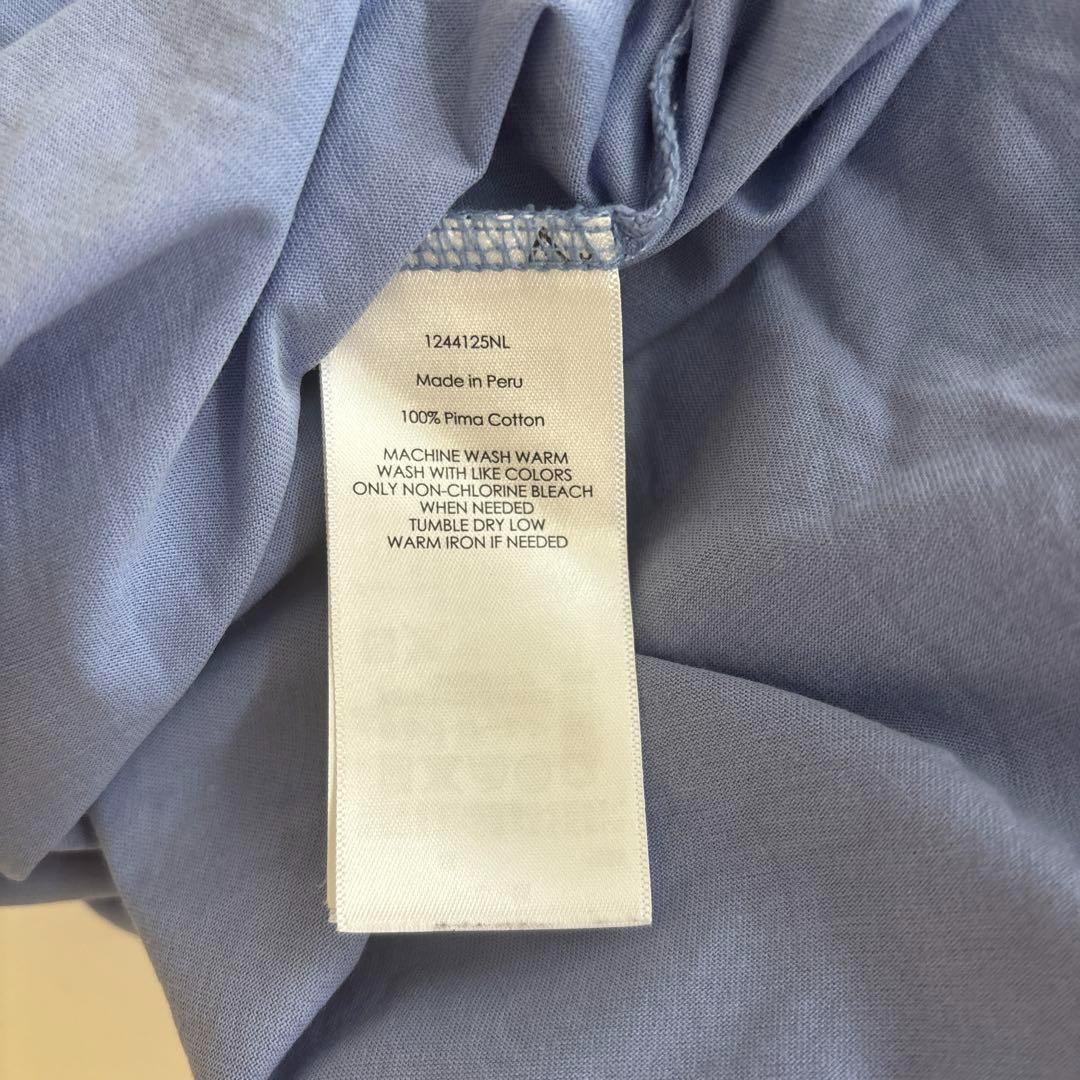 1244125NL
Made in Peru
100% Pima Cotton
MACHINE WASH WARM
WASH WITH LIKE COLORS
ONLY NON-CHLORINE BLEACH
WHEN NEEDED
TUMBLE DRY LOW
WARM IRON IF NEEDED